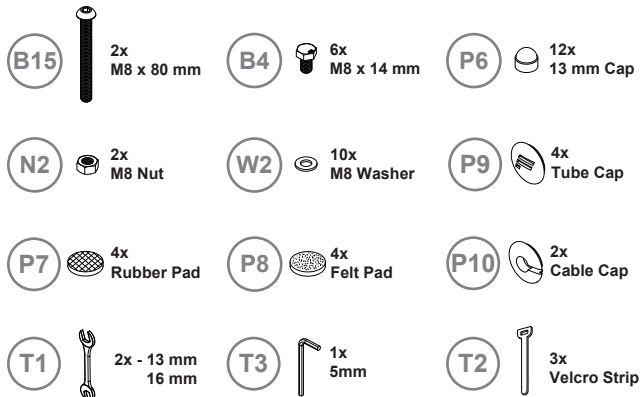 B15
2x
M8 x 80 mm
B4
6x
M8 x 14 mm
P6
12x
13 mm Cap
N2
2x
M8 Nut
W2
10x
M8 Washer
P9
4x
Tube Cap
P7
4x
Rubber Pad
P8
4x
Felt Pad
P10
2x
Cable Cap
T1
2x - 13 mm
16 mm
T3
1x
5mm
T2
3x
Velcro Strip